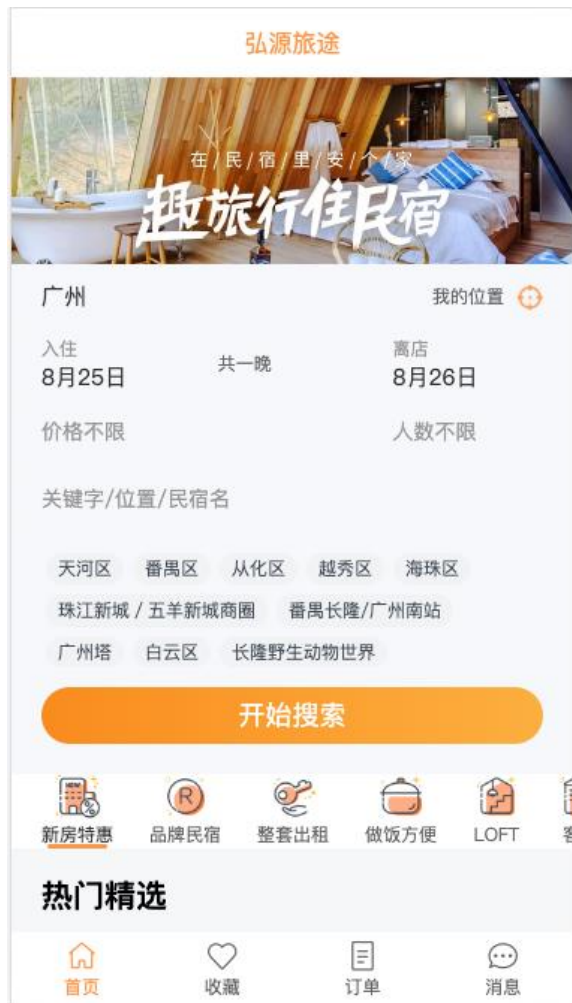 弘源旅途
在/民/宿/里/安/个/家
趣旅行住民宿
广州 我的位置
入住 离店
8月25日 共一晚 8月26日
价格不限 人数不限
关键字/位置/民宿名
天河区 番禺区 从化区 越秀区 海珠区
珠江新城 / 五羊新城商圈 番禺长隆/广州南站
广州塔 白云区 长隆野生动物世界
开始搜索
NEW R
新房特惠 品牌民宿 整套出租 做饭方便 LOFT
热门精选
首页 收藏 订单 消息